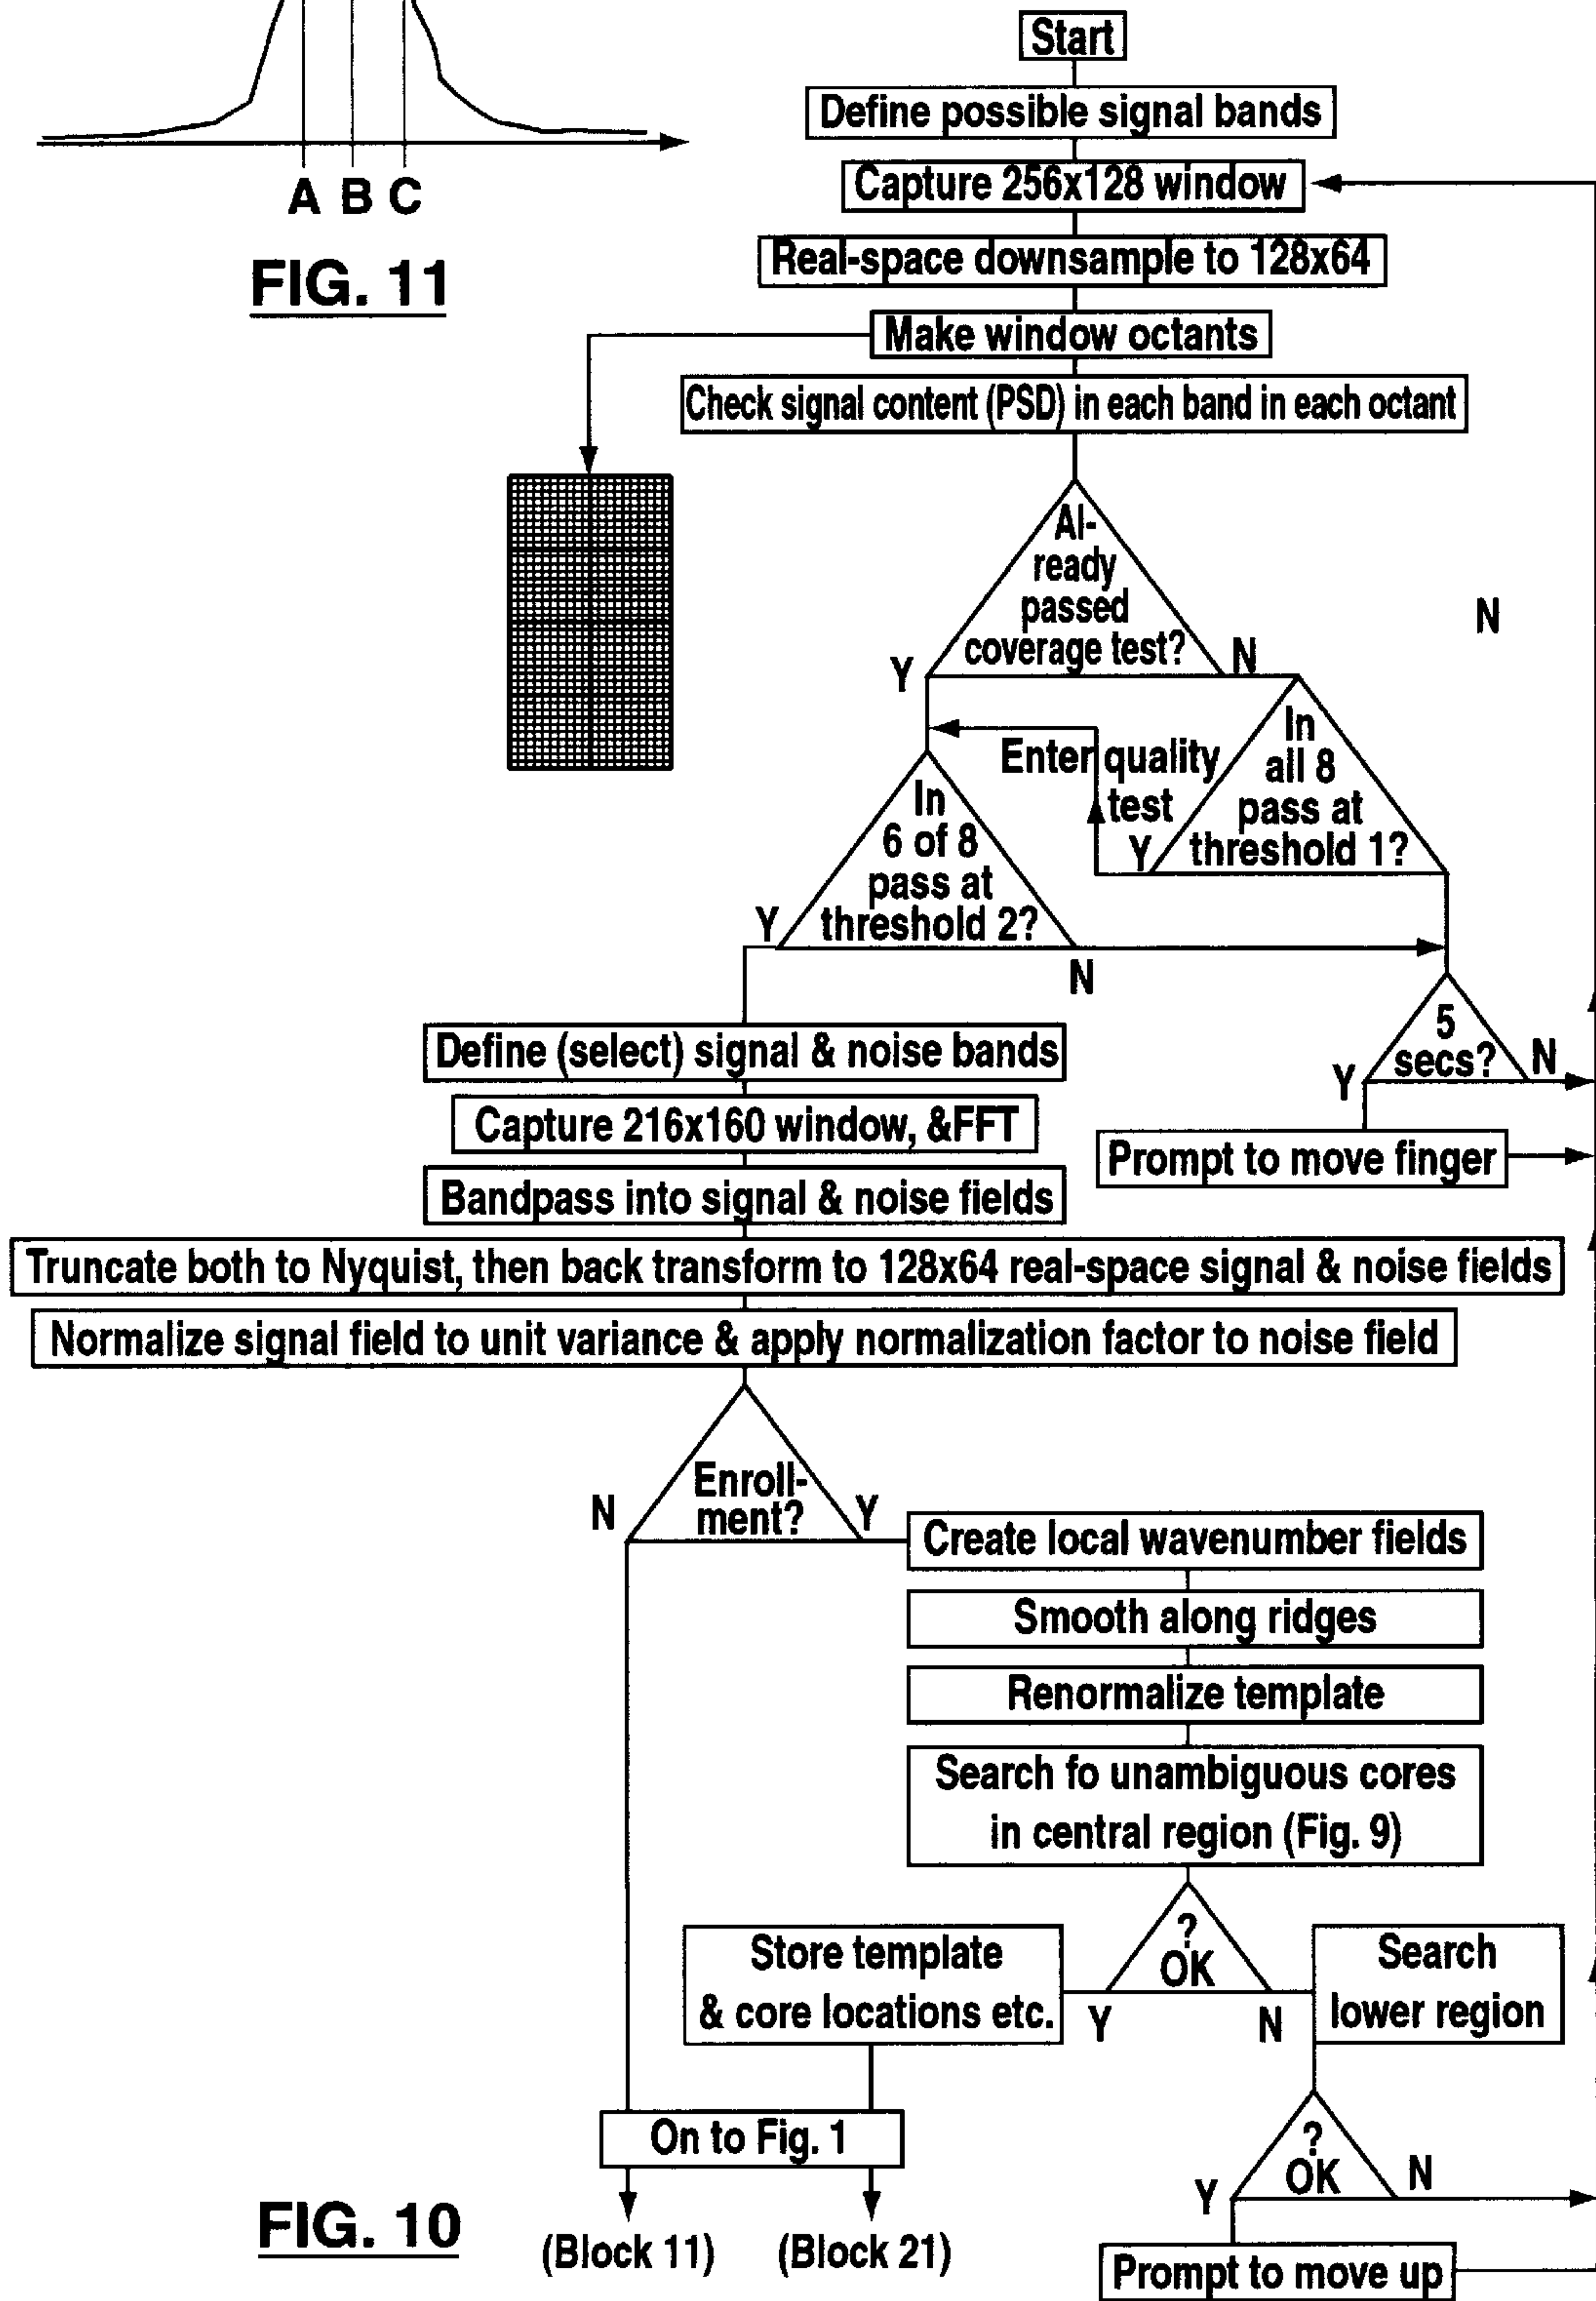 A B C
FIG. 11
Start
Define possible signal bands
Capture 256x128 window
Real-space downsample to 128x64
Make window octants
Check signal content (PSD) in each band in each octant
Al-
ready
passed
coverage test?
Y
N
N
In
all 8
pass at
threshold 1?
Y
Enter quality
test
In
6 of 8
pass at
threshold 2?
Y
N
5
secs?
Y
N
Prompt to move finger
Define (select) signal & noise bands
Capture 216x160 window, &FFT
Bandpass into signal & noise fields
Truncate both to Nyquist, then back transform to 128x64 real-space signal & noise fields
Normalize signal field to unit variance & apply normalization factor to noise field
Enroll-
ment?
N
Y
Create local wavenumber fields
Smooth along ridges
Renormalize template
Search fo unambiguous cores
in central region (Fig. 9)
?
OK
Y
N
Store template
& core locations etc.
Search
lower region
On to Fig. 1
?
OK
Y
N
Prompt to move up
(Block 11)
(Block 21)
FIG. 10